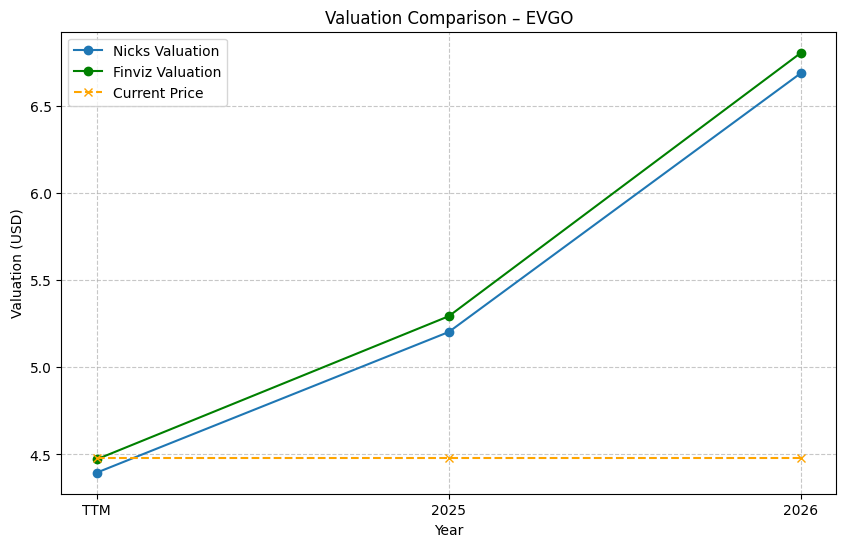 Valuation Comparison – EVGO
Nicks Valuation
Finviz Valuation
Current Price
Valuation (USD)
6.5
6.0
5.5
5.0
4.5
TTM
2025
2026
Year